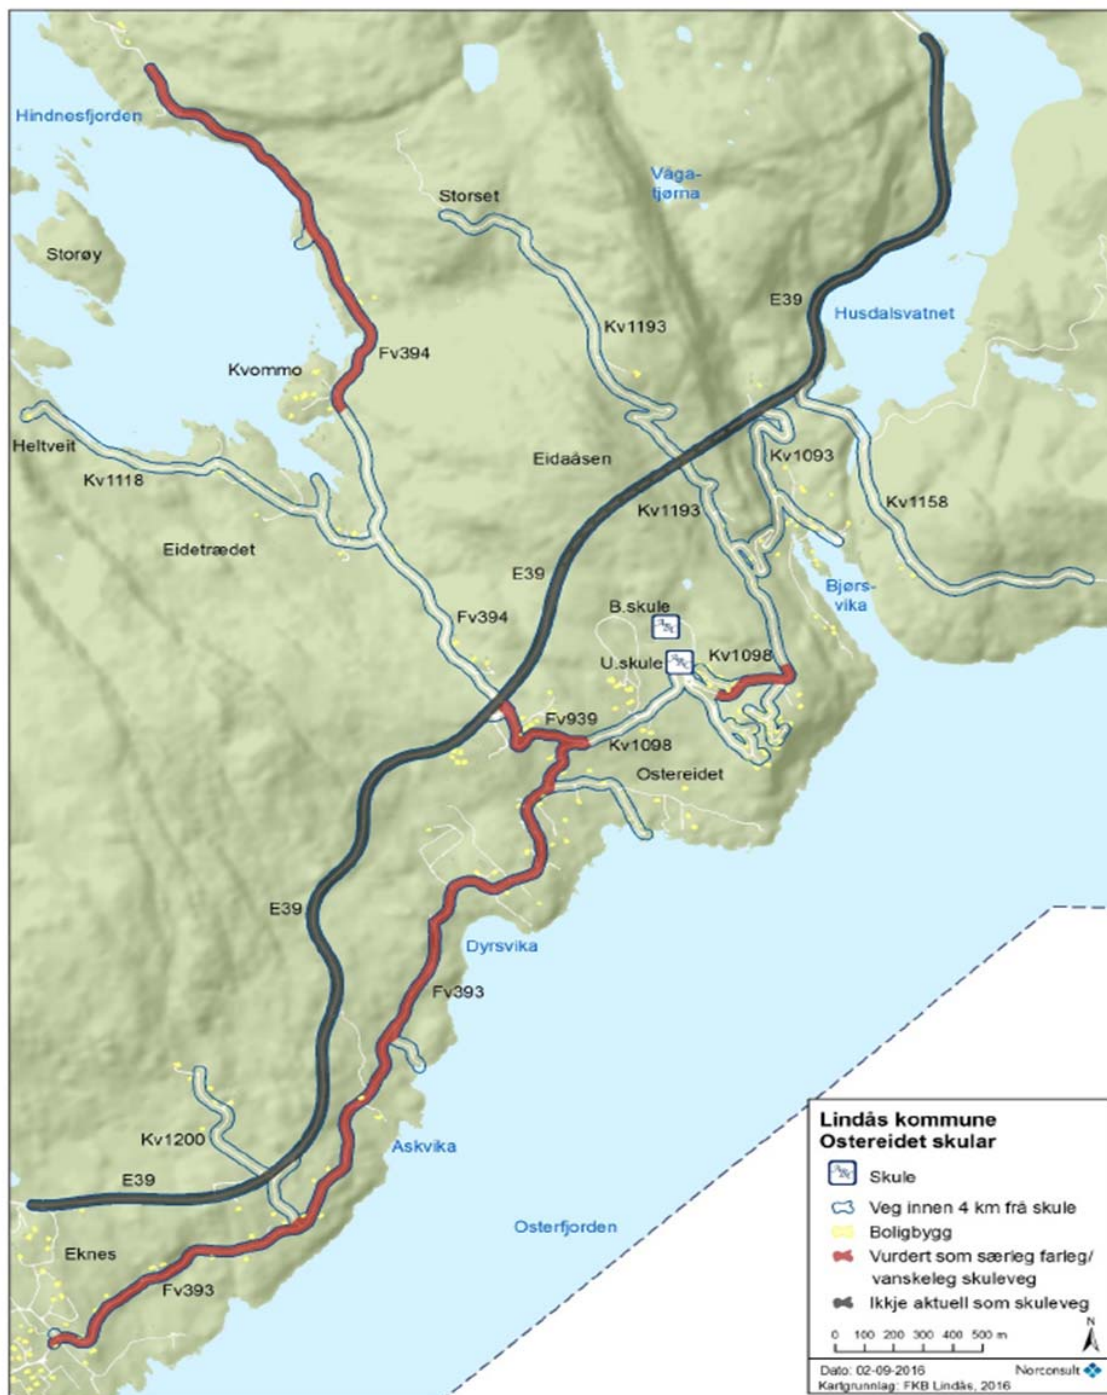 Hindnesfjorden
Storset
Våga-
tjørna
Storøy
E39
Husdalsvatnet
Kv1193
Fv394
Kvommo
Heltveit
Kv1118
Eidaåsen
Kv1093
Kv1193
Kv1158
Eidetrædet
E39
Bjørs-
vika
B.skule
Fv394
U.skule
Kv1098
Fv939
Kv1098
Ostereidet
E39
Dyrsvika
Fv393
Kv1200
Askvika
E39
Osterfjorden
Eknes
Fv393
Lindås kommune
Ostereidet skular
Skule
Veg innen 4 km frå skule
Boligbygg
Vurdert som særleg farleg/
vanskeleg skuleveg
Ikkje aktuell som skuleveg
N
0 100 200 300 400 500 m
Dato: 02-09-2016 Norconsult
Kartgrunnlag: FKB Lindås, 2016